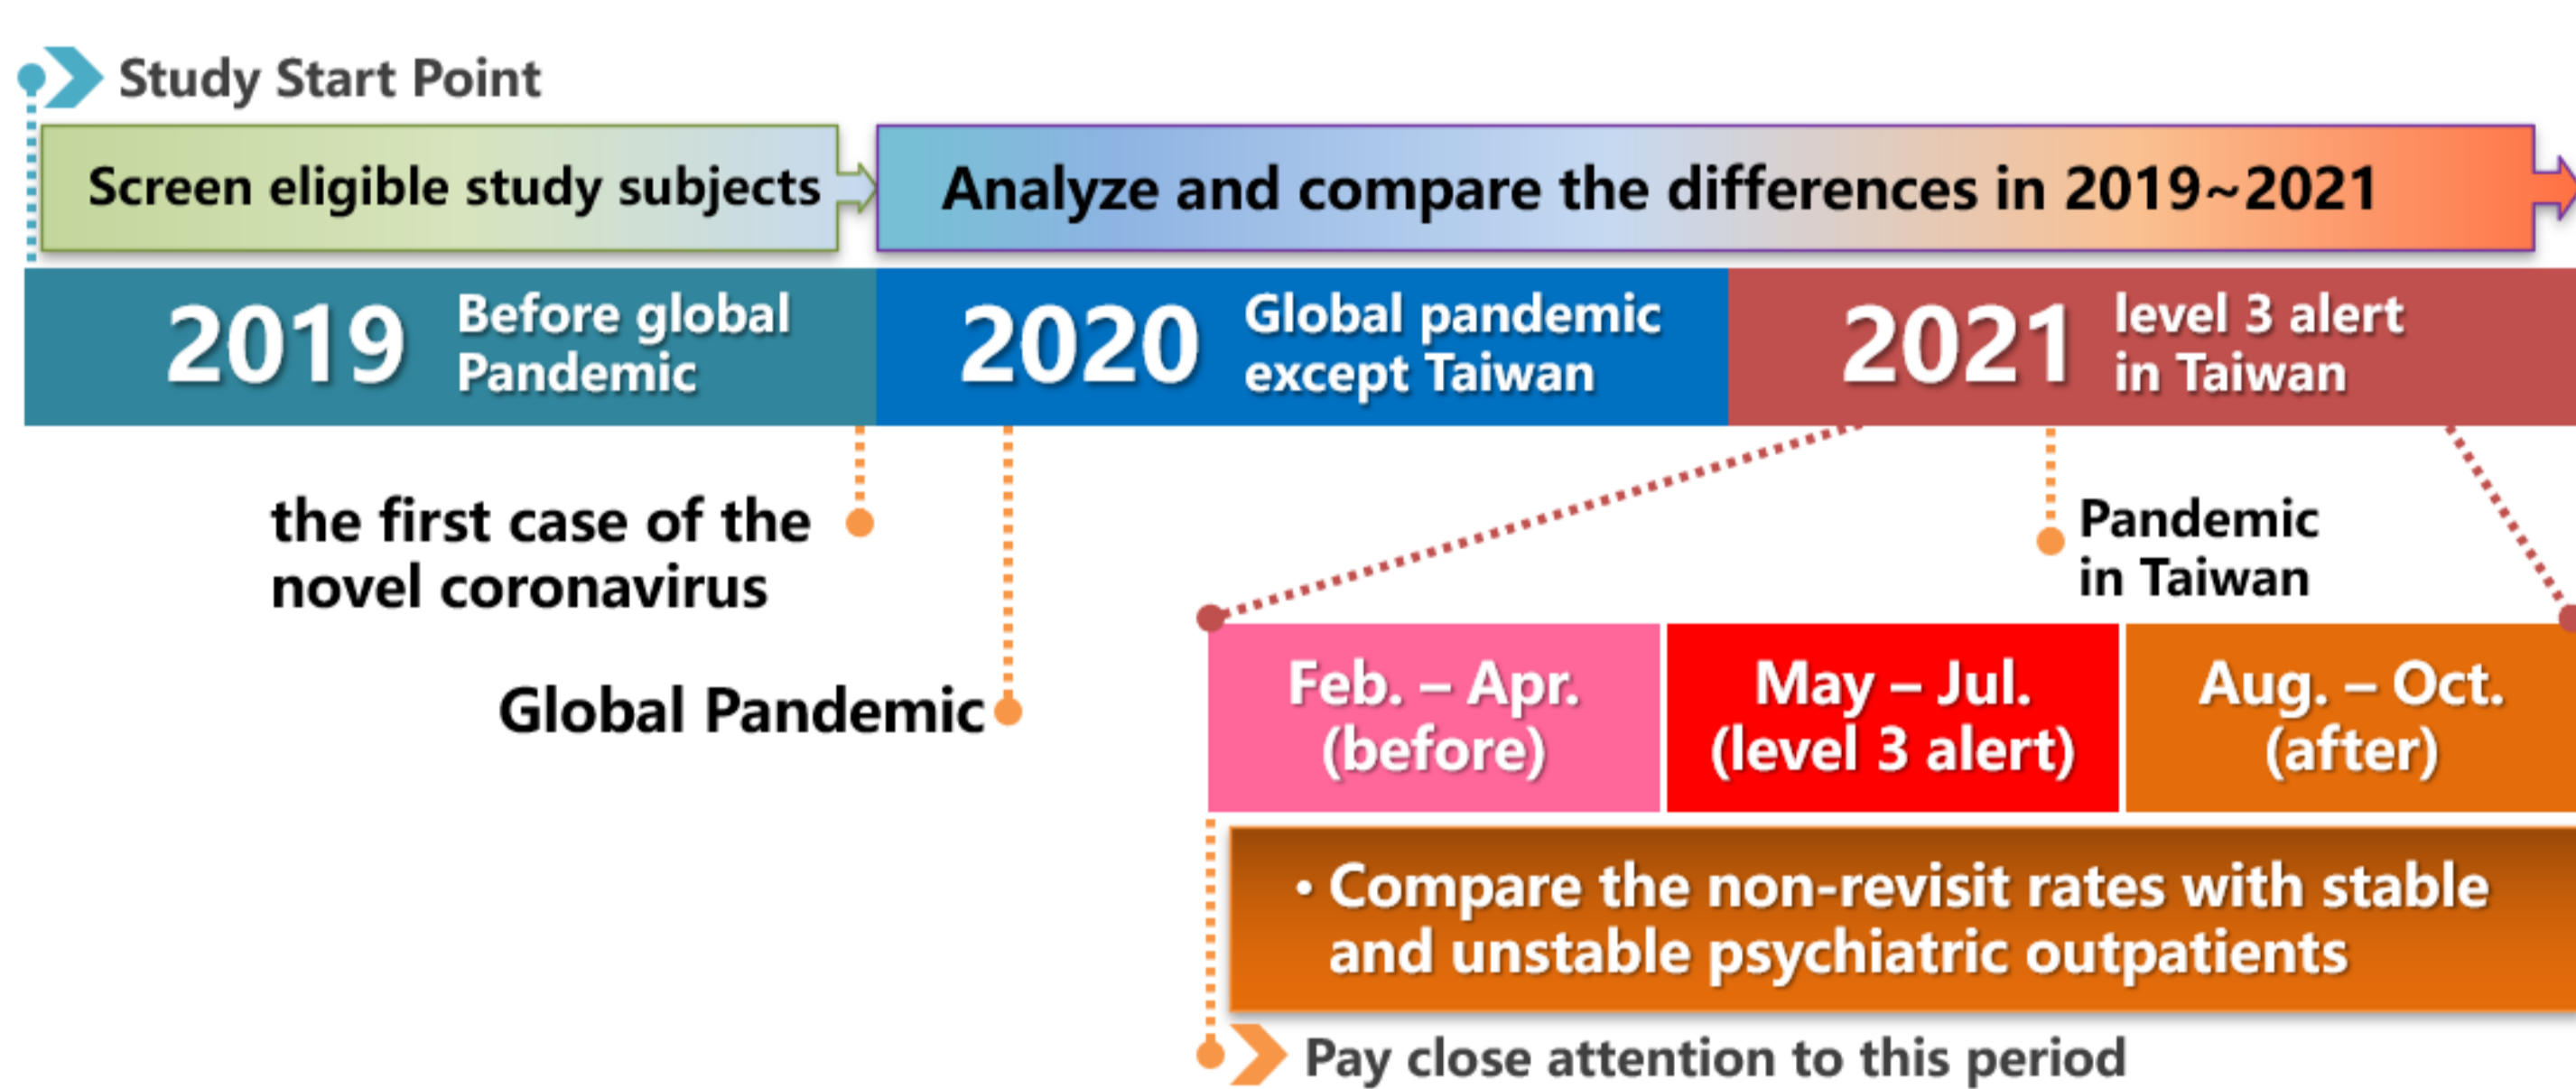 Study Start Point
Screen eligible study subjects
Analyze and compare the differences in 2019~2021
2019
Before global
Pandemic
2020
Global pandemic
except Taiwan
2021
level 3 alert
in Taiwan
the first case of the
novel coronavirus
Global Pandemic
Pandemic
in Taiwan
Feb. – Apr.
(before)
May – Jul.
(level 3 alert)
Aug. – Oct.
(after)
• Compare the non-revisit rates with stable
and unstable psychiatric outpatients
Pay close attention to this period